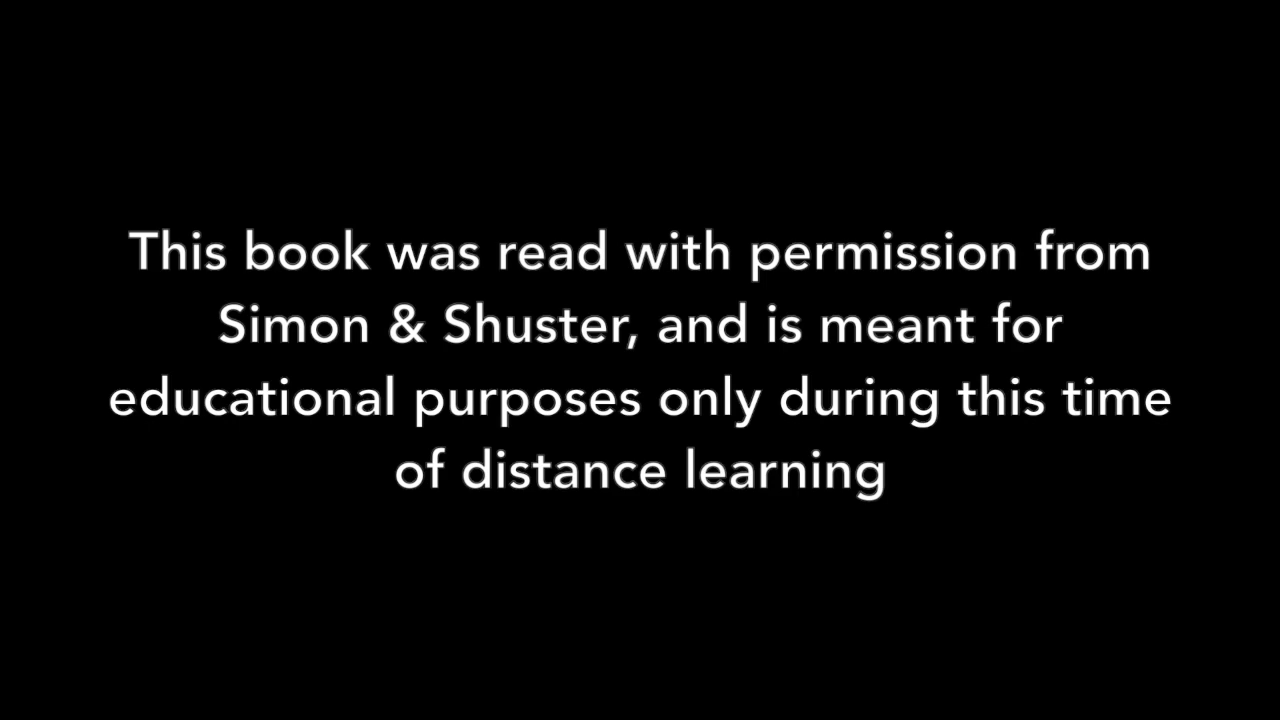 This book was read with permission from
Simon & Shuster, and is meant for
educational purposes only during this time
of distance learning